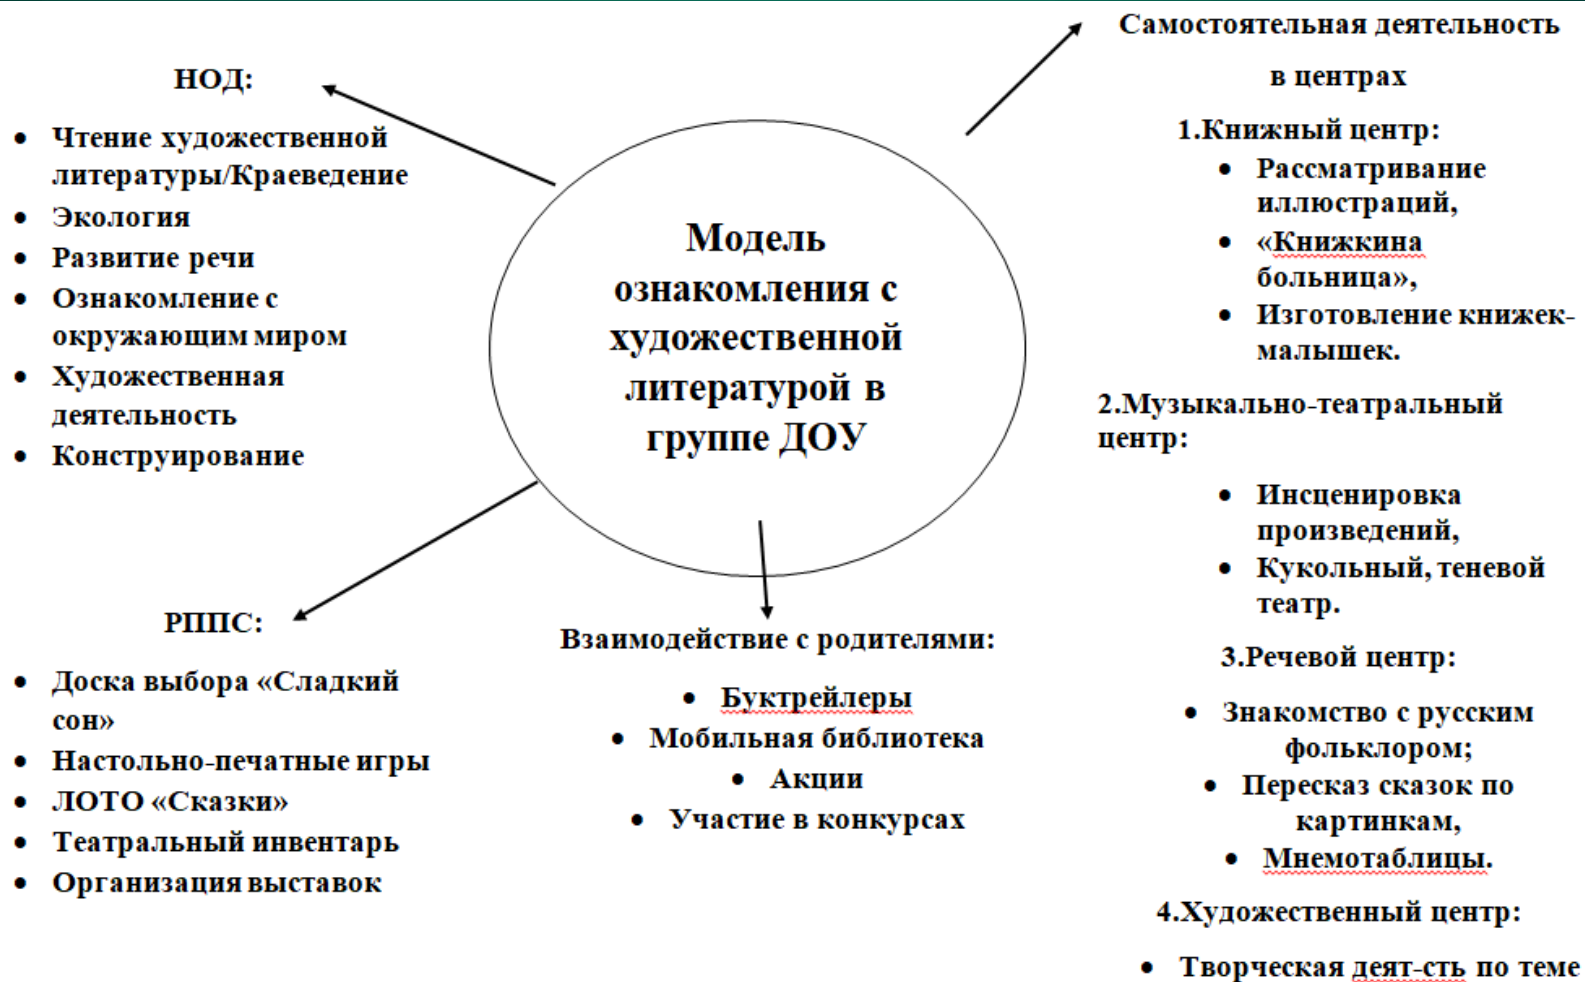 НОД:
• Чтение художественной
литературы/Краеведение
• Экология
• Развитие речи
• Ознакомление с
окружающим миром
• Художественная
деятельность
• Конструирование
Модель
ознакомления с
художественной
литературой в
группе ДОУ
Самостоятельная деятельность
в центрах
1.Книжный центр:
• Рассматривание
иллюстраций,
• «Книжкина
больница»,
• Изготовление книжек-
малышек.
2.Музыкально-театральный
центр:
• Инсценировка
произведений,
• Кукольный, теневой
театр.
3.Речевой центр:
• Знакомство с русским
фольклором;
• Пересказ сказок по
картинкам,
• Мнемотаблицы.
4.Художественный центр:
• Творческая деят-сть по теме
РППС:
• Доска выбора «Сладкий
сон»
• Настольно-печатные игры
• ЛОТО «Сказки»
• Театральный инвентарь
• Организация выставок
Взаимодействие с родителями:
• Буктрейлеры
• Мобильная библиотека
• Акции
• Участие в конкурсах